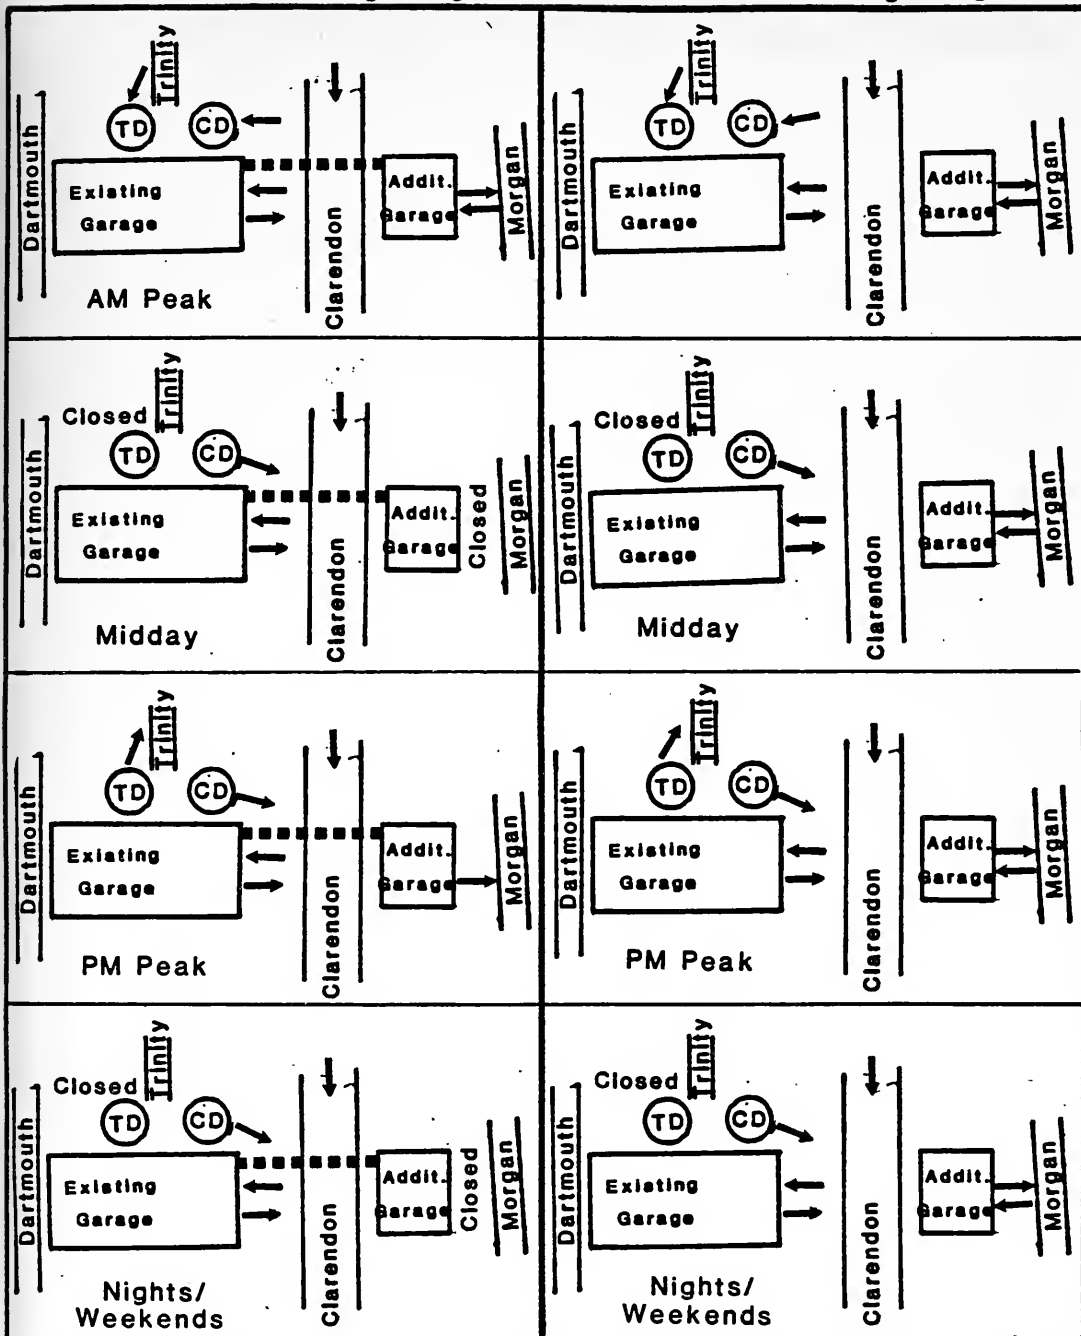 Trinity
Dartmouth
TD
CD
Existing
Garage
Clarendon
Addit.
Garage
Morgan
AM Peak
Trinity
Dartmouth
TD
CD
Existing
Garage
Clarendon
Addit.
Garage
Morgan
Closed
Trinity
Dartmouth
TD
CD
Existing
Garage
Clarendon
Addit.
Garage
Closed
Morgan
Midday
Closed
Trinity
Dartmouth
TD
CD
Existing
Garage
Clarendon
Addit.
Garage
Morgan
Midday
Trinity
Dartmouth
TD
CD
Existing
Garage
Clarendon
Addit.
Garage
Morgan
PM Peak
Trinity
Dartmouth
TD
CD
Existing
Garage
Clarendon
Addit.
Garage
Morgan
PM Peak
Closed
Trinity
Dartmouth
TD
CD
Existing
Garage
Clarendon
Addit.
Garage
Closed
Morgan
Nights/
Weekends
Closed
Trinity
Dartmouth
TD
CD
Existing
Garage
Clarendon
Addit.
Garage
Morgan
Nights/
Weekends